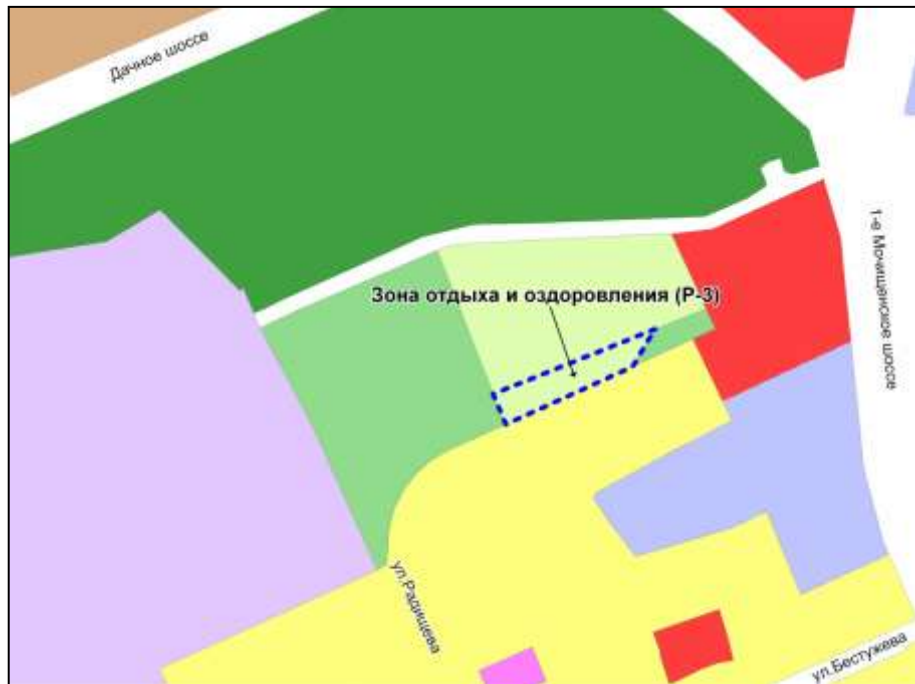 Дачное шоссе
1-е Мочищенское шоссе
Зона отдыха и оздоровления (Р-3)
ул.Радищева
ул.Бестужева